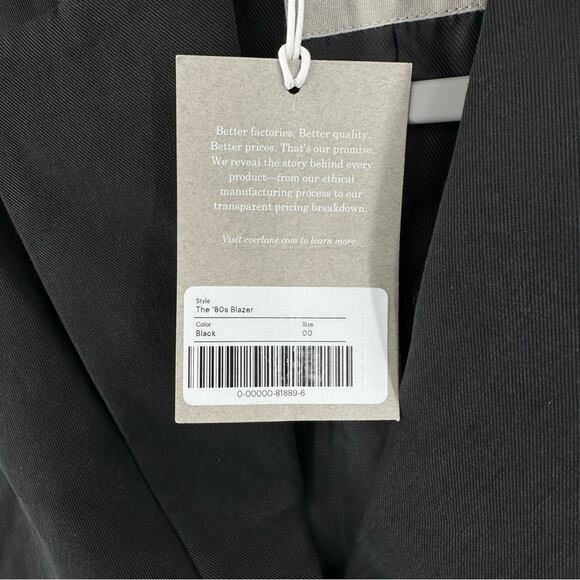 Better factories. Better quality.
Better prices. That's our promise.
We reveal the story behind every
product—from our ethical
manufacturing process to our
transparent pricing breakdown.
Visit everlane.com to learn more.
Style
The '80s Blazer
Color Size
Black 00
0-00000-81889-6